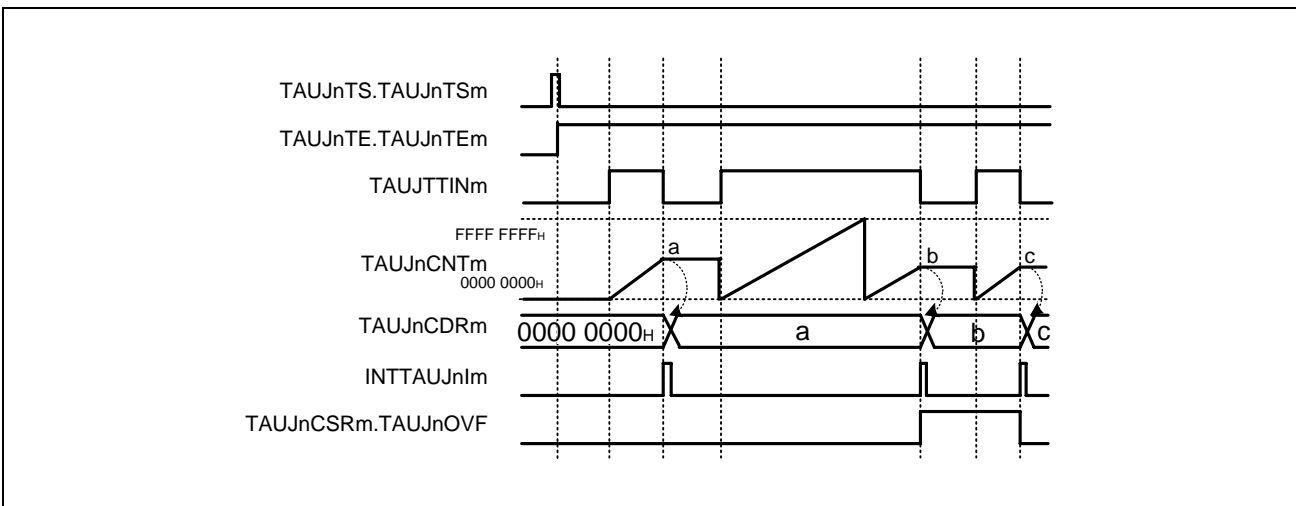 TAUJnTS.TAUJnTSm
TAUJnTE.TAUJnTEm
TAUJTTINm
FFFF FFFFH
a
b
c
TAUJnCNTm
0000 0000H
TAUJnCDRm
0000 0000H
a
b
c
INTTAUJnIm
TAUJnCSRm.TAUJnOVF